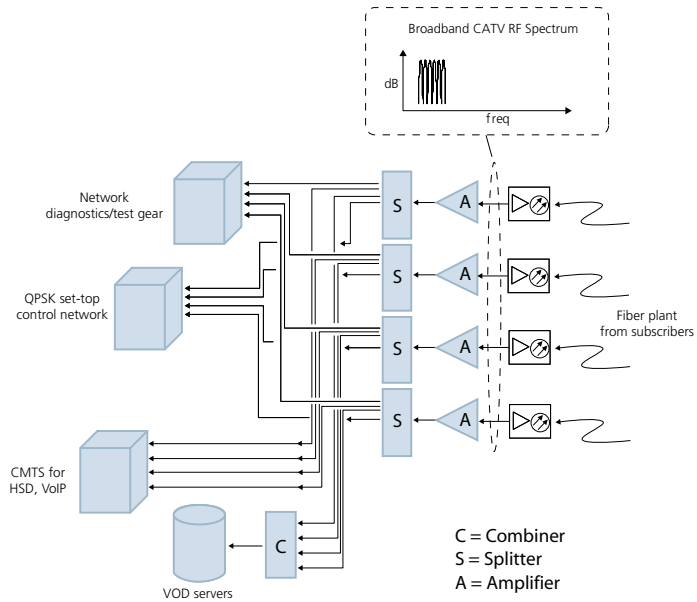 Broadband CATV RF Spectrum
dB
freq
Network
diagnostics/test gear
S
A
S
A
QPSK set-top
control network
Fiber plant
from subscribers
S
A
S
A
CMTS for
HSD, VoIP
C
VOD servers
C = Combiner
S = Splitter
A = Amplifier